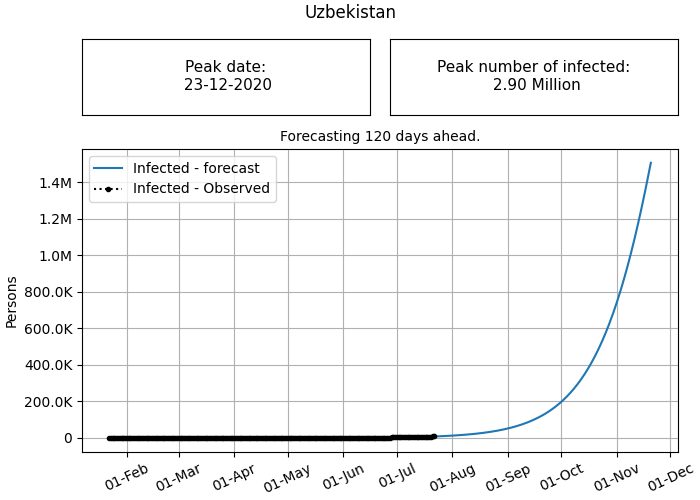 Uzbekistan
Peak date:
23-12-2020
Peak number of infected:
2.90 Million
Forecasting 120 days ahead.
Infected - forecast
Infected - Observed
Persons
1.4M
1.2M
1.0M
800.0K
600.0K
400.0K
200.0K
0
01-Feb
01-Mar
01-Apr
01-May
01-Jun
01-Jul
01-Aug
01-Sep
01-Oct
01-Nov
01-Dec